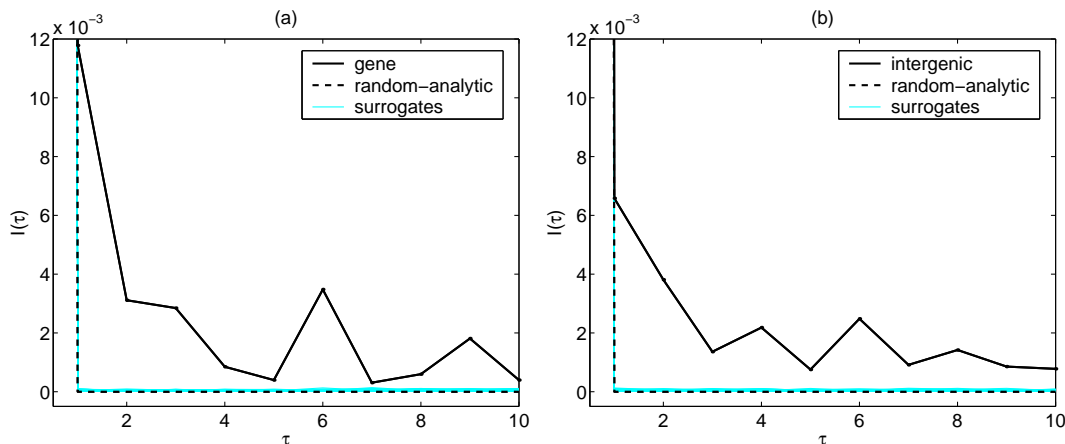 (a)
x 10⁻³
12
10
8
6
4
2
0
I(τ)
2 4 6 8 10
τ
gene
random−analytic
surrogates
(b)
x 10⁻³
12
10
8
6
4
2
0
I(τ)
2 4 6 8 10
τ
intergenic
random−analytic
surrogates